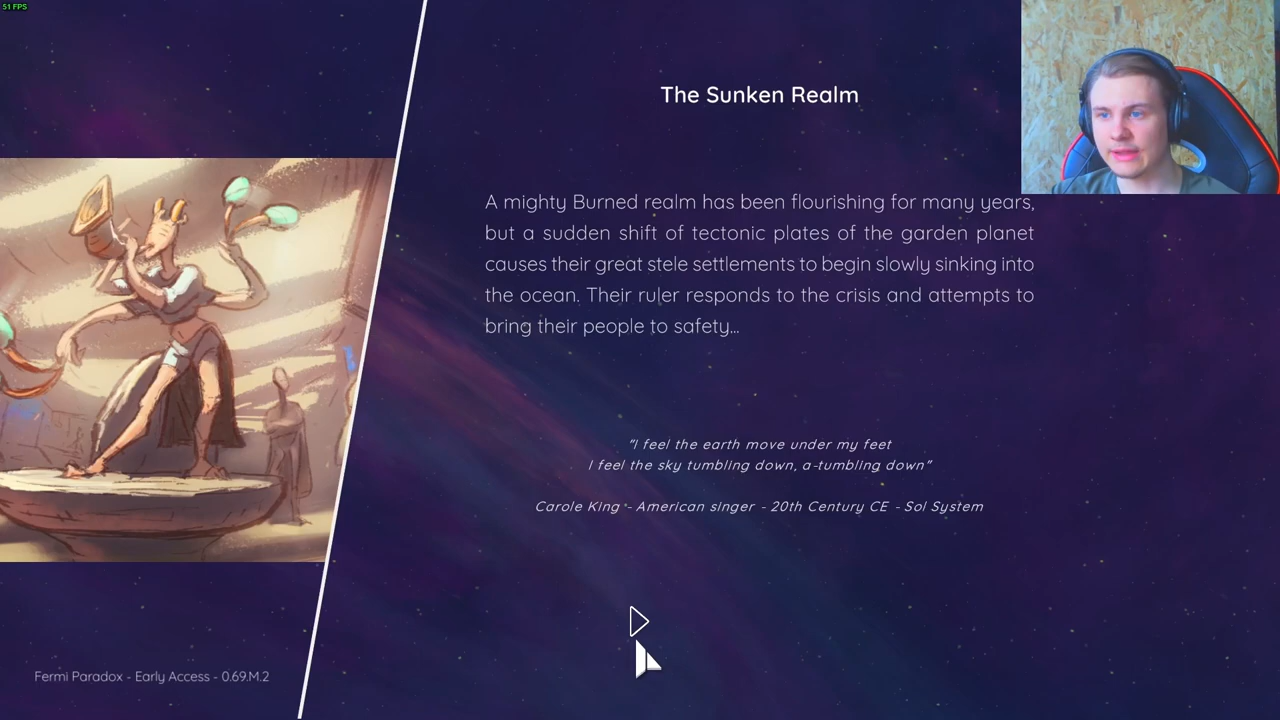 51 FPS
The Sunken Realm
A mighty Burned realm has been flourishing for many years,
but a sudden shift of tectonic plates of the garden planet
causes their great stele settlements to begin slowly sinking into
the ocean. Their ruler responds to the crisis and attempts to
bring their people to safety...
"I feel the earth move under my feet
I feel the sky tumbling down, a-tumbling down"
Carole King - American singer - 20th Century CE - Sol System
Fermi Paradox - Early Access - 0.69.M.2